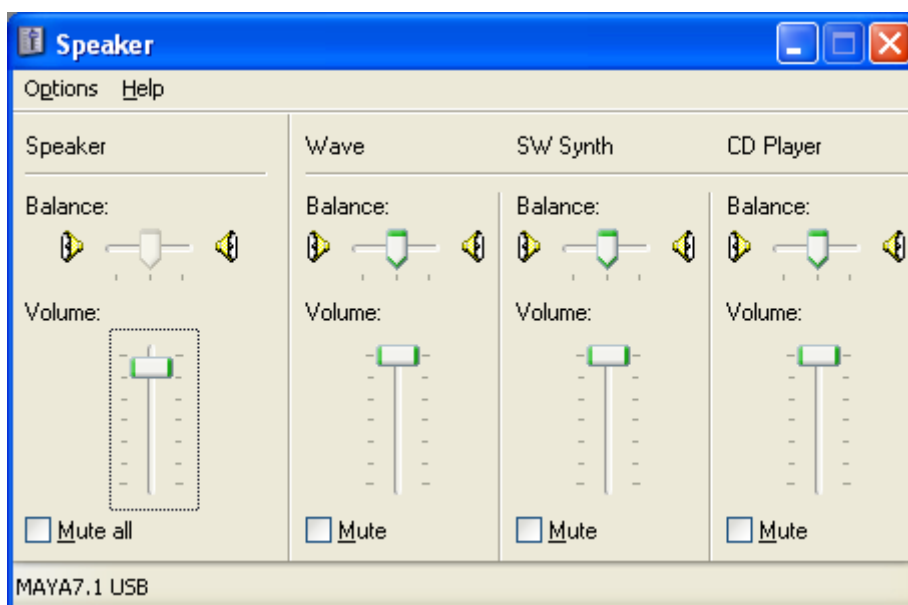 Speaker
Options Help
Speaker Wave SW Synth CD Player
Balance: Balance: Balance: Balance:
Volume: Volume: Volume: Volume:
Mute all Mute Mute Mute
MAYA7.1 USB